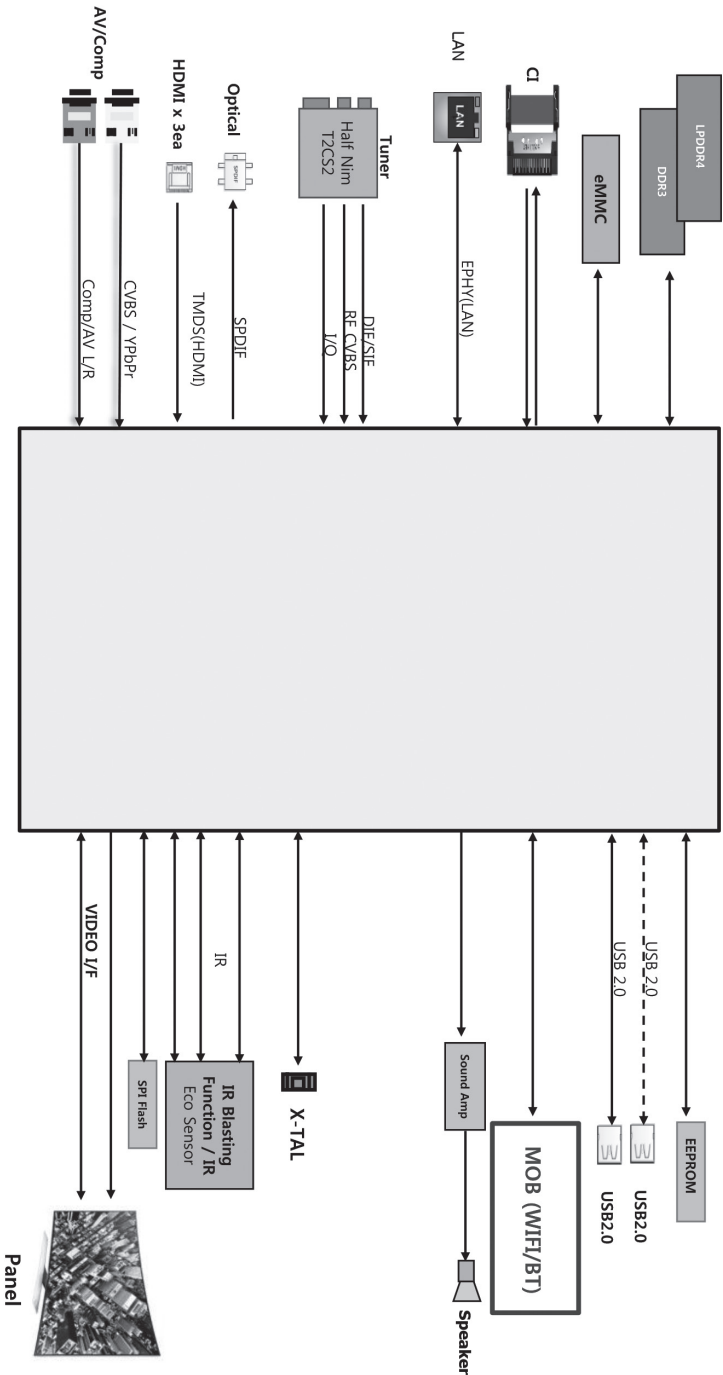 LPDDR4
DDR3
eMMC
CI
LAN
LAN
EPHY(LAN)
Tuner
Half Nim
T2CS2
DIF/SIF
RF CVBS
I/Q
Optical
SPDIF
SPDIF
HDMI x 3ea
TMDS(HDMI)
AV/Comp
CVBS / YPbPr
Comp/AV L/R
EEPROM
USB 2.0
USB2.0
USB 2.0
USB2.0
MOB (WIFI/BT)
Sound Amp
Speaker
X-TAL
IR
IR Blasting
Function / IR
Eco Sensor
SPI Flash
VIDEO I/F
Panel